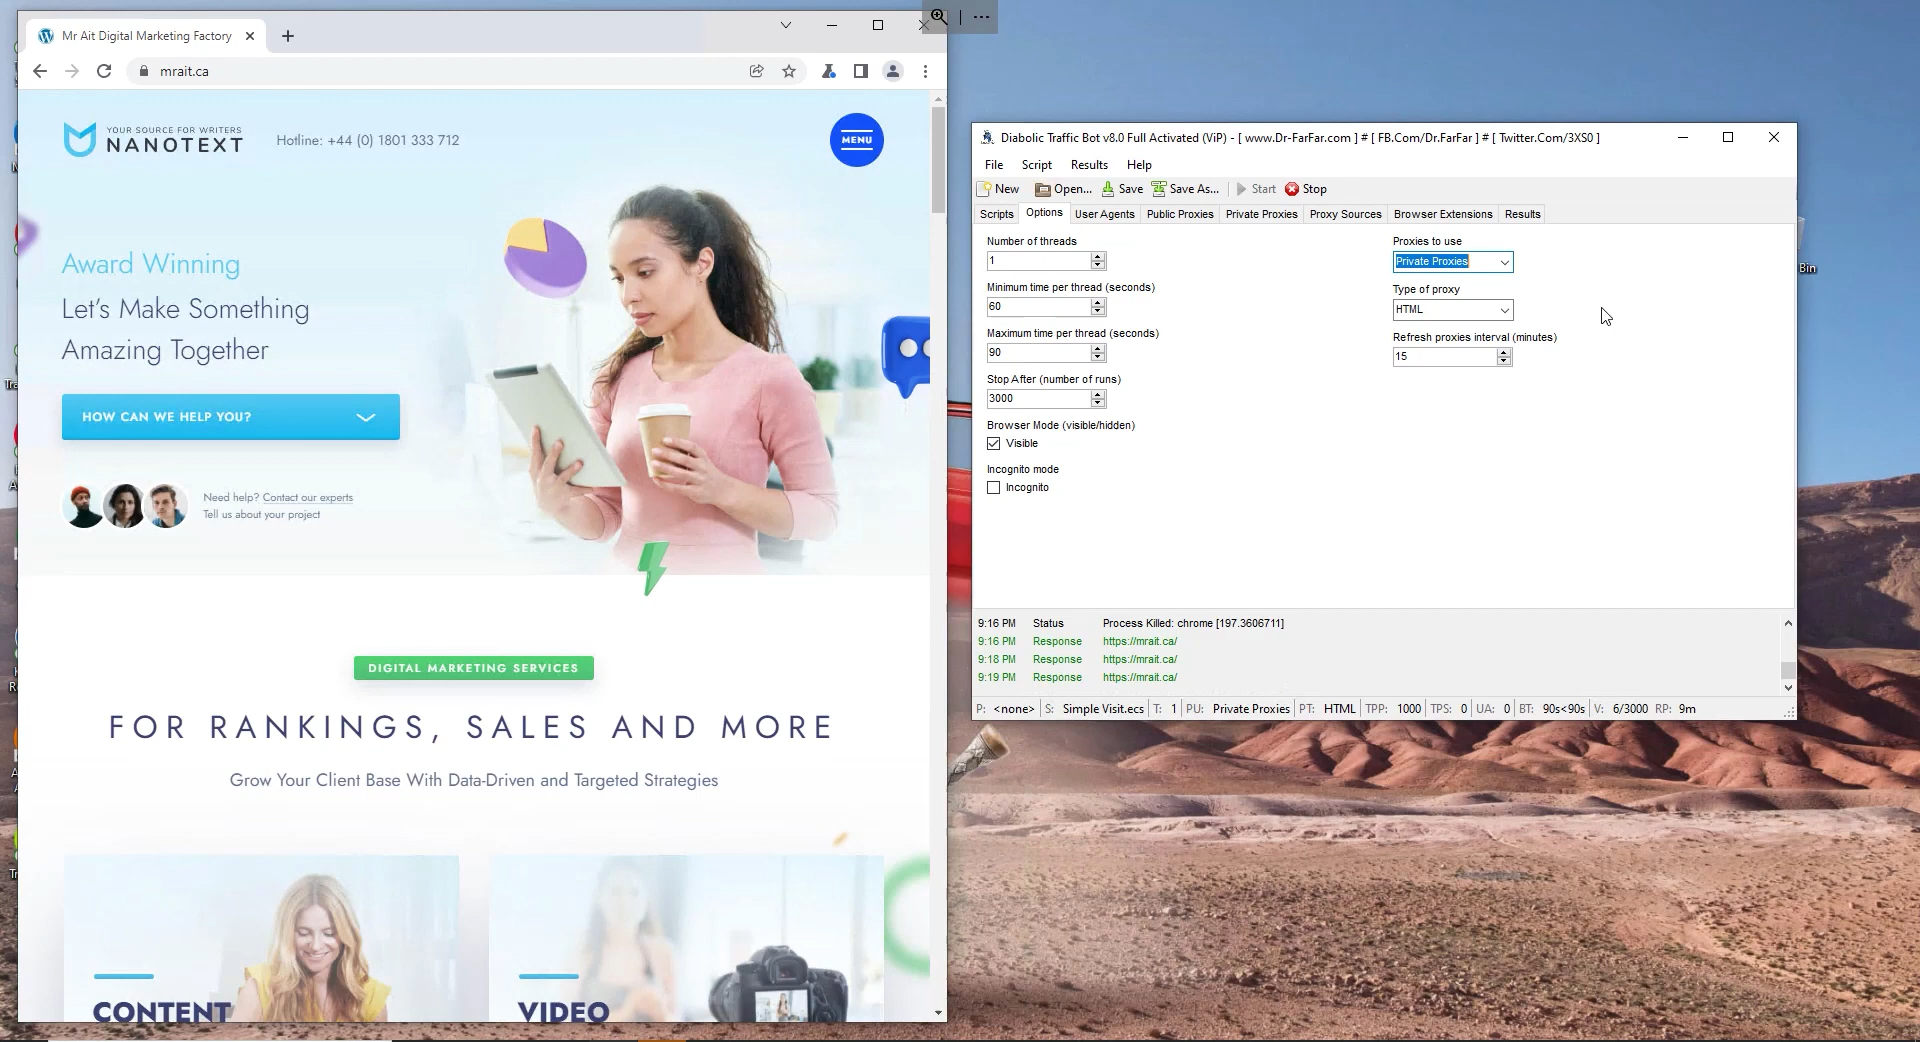 Mr Ait Digital Marketing Factory
mrait.ca
YOUR SOURCE FOR WRITERS
NANOTEXT
Hotline: +44 (0) 1801 333 712
MENU
Award Winning
Let's Make Something
Amazing Together
HOW CAN WE HELP YOU?
Need help? Contact our experts
Tell us about your project
DIGITAL MARKETING SERVICES
FOR RANKINGS, SALES AND MORE
Grow Your Client Base With Data-Driven and Targeted Strategies
CONTENT
VIDEO
Diabolic Traffic Bot v8.0 Full Activated (ViP) - [ www.Dr-FarFar.com ] # [ FB.Com/Dr.FarFar ] # [ Twitter.Com/3XS0 ]
File Script Results Help
New Open... Save Save As... Start Stop
Scripts Options User Agents Public Proxies Private Proxies Proxy Sources Browser Extensions Results
Number of threads
1
Minimum time per thread (seconds)
60
Maximum time per thread (seconds)
90
Stop After (number of runs)
3000
Browser Mode (visible/hidden)
Visible
Incognito mode
Incognito
Proxies to use
Private Proxies
Type of proxy
HTML
Refresh proxies interval (minutes)
15
9:16 PM Status Process Killed: chrome [197.3606711]
9:16 PM Response https://mrait.ca/
9:18 PM Response https://mrait.ca/
9:19 PM Response https://mrait.ca/
P: <none> S: Simple Visit.ecs T: 1 PU: Private Proxies PT: HTML TPP: 1000 TPS: 0 UA: 0 BT: 90s<90s V: 6/3000 RP: 9m
Bin